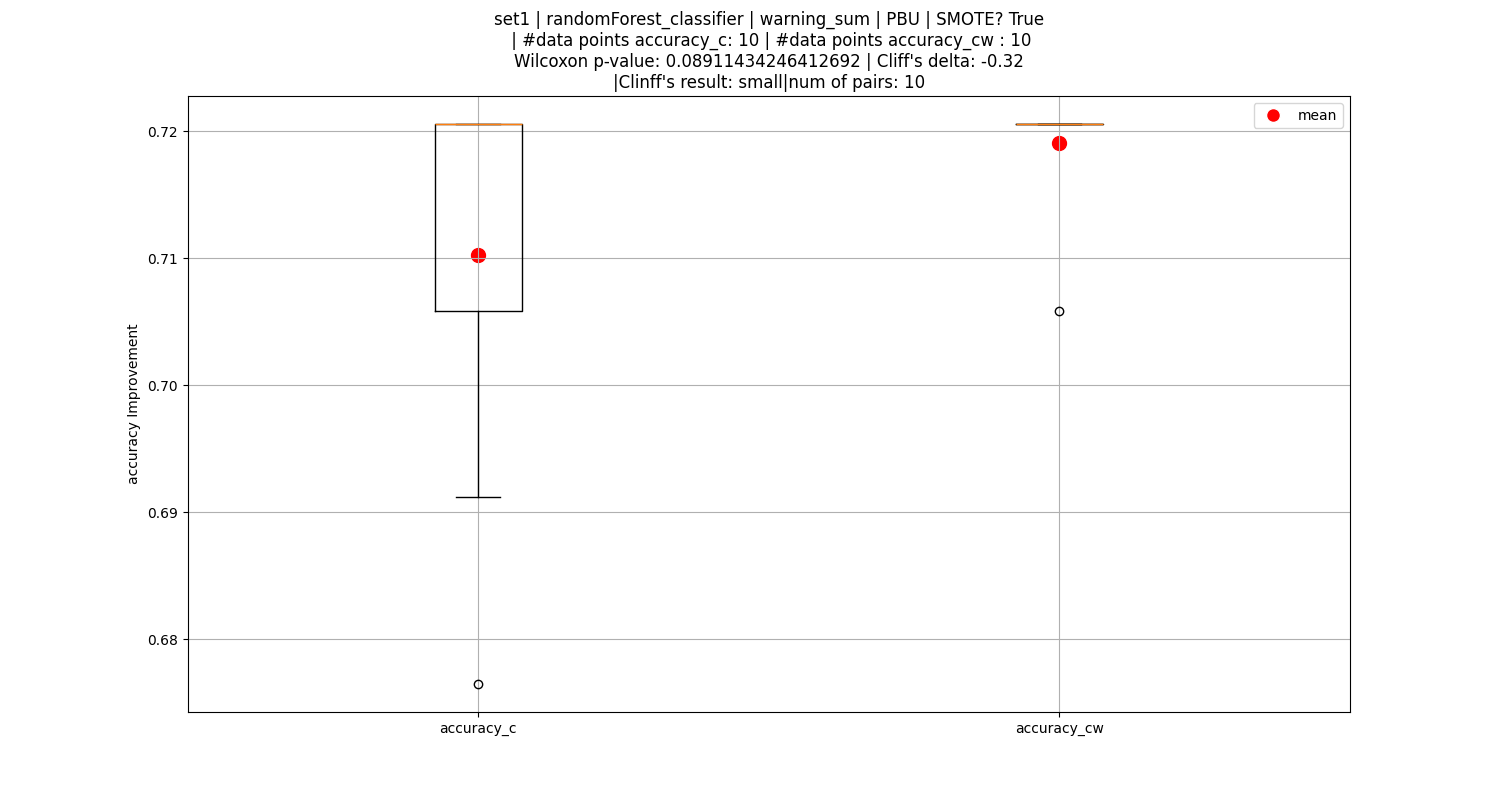 set1 | randomForest_classifier | warning_sum | PBU | SMOTE? True
| #data points accuracy_c: 10 | #data points accuracy_cw : 10
Wilcoxon p-value: 0.08911434246412692 | Cliff's delta: -0.32
|Clinff's result: small|num of pairs: 10
mean
0.72
0.71
0.70
0.69
0.68
accuracy Improvement
accuracy_c
accuracy_cw